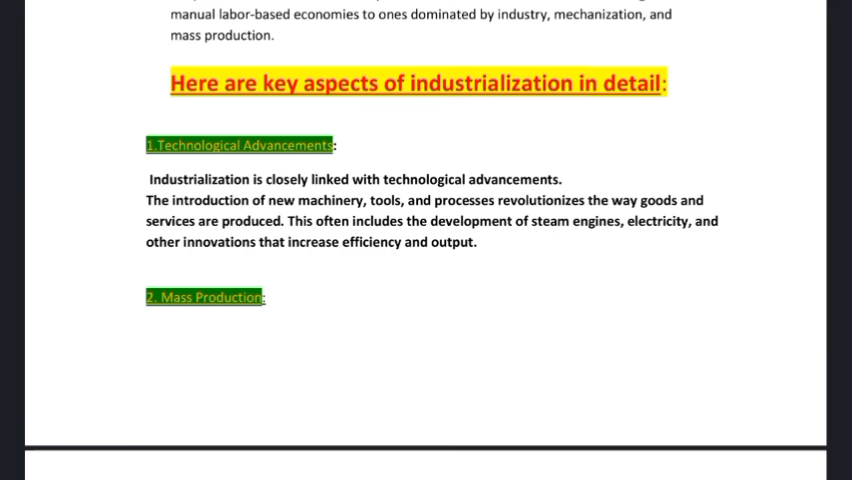 manual labor-based economies to ones dominated by industry, mechanization, and
mass production.
Here are key aspects of industrialization in detail:
1.Technological Advancements:
Industrialization is closely linked with technological advancements.
The introduction of new machinery, tools, and processes revolutionizes the way goods and
services are produced. This often includes the development of steam engines, electricity, and
other innovations that increase efficiency and output.
2. Mass Production: